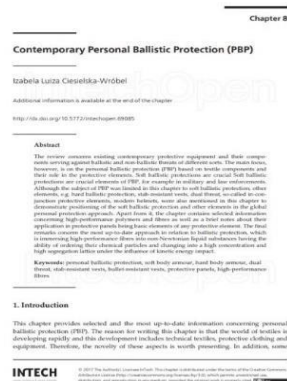 Chapter 8
Contemporary Personal Ballistic Protection (PBP)
Izabela Luiza Ciesielska-Wróbel
Additional information is available at the end of the chapter
http://dx.doi.org/10.5772/intechopen.69085
Abstract
The review concerns existing contemporary protective equipment and their components serving against ballistic and non-ballistic threats of different sorts. The main focus,
however, is on the personal ballistic protection (PBP) based on textile components and
their role in the protective elements. Soft ballistic protections are crucial Soft ballistic
protections are crucial elements of PBP, for example in military and law enforcements.
Although the subject of PBP was limited in this chapter to soft ballistic protection, other
elements, e.g. hard ballistic protection, stab-resistant vests, dual threat, so-called in conjunction protective elements, modern helmets, were also mentioned in this chapter to
demonstrate positioning of the soft ballistic protection and other elements in the global
personal protection approach. Apart from it, the chapter contains selected information
concerning high-performance polymers and fibres as well as a brief notes about their
application in protective panels being basic elements of any protective element. The final
remarks concern the most up-to-date approach in relation to ballistic protection, which
is immersing high-performance fibres into non-Newtonian liquid substances having the
ability of ordering their chemical particles and changing into a high concentration and
high segregation lattice under the influence of kinetic energy impact.
Keywords: personal ballistic protection, soft body armour, hard body armour, dual
threat, stab-resistant vests, bullet-resistant vests, protective panels, high-performance
fibres
1. Introduction
This chapter provides selected and the most up-to-date information concerning personal
ballistic protection (PBP). The reason for writing this chapter is that the world of textiles is
developing rapidly and this development includes technical textiles, protective clothing and
equipment. Therefore, the novelty of these aspects is worth presenting. In addition, some
INTECH